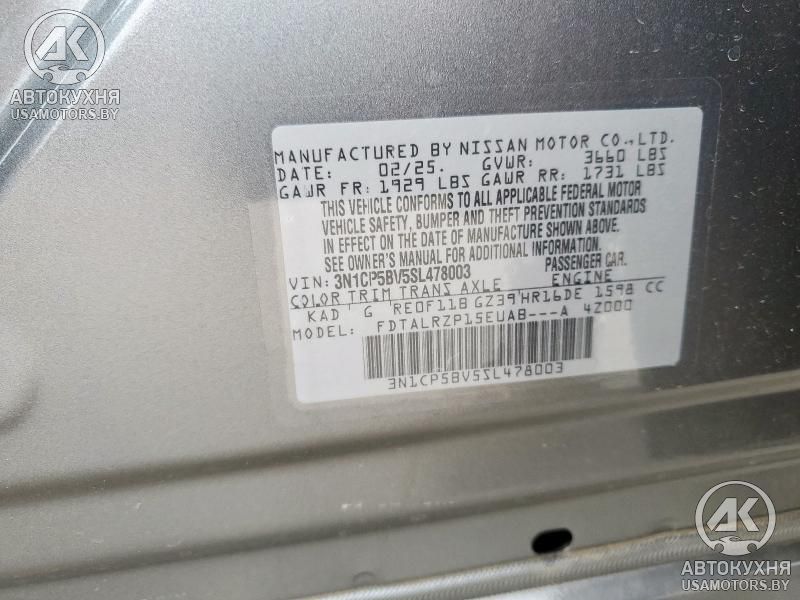 AK
АВТОКУХНЯ
USAMOTORS.BY
MANUFACTURED BY NISSAN MOTOR CO.,LTD.
DATE: 02/25. GVWR: 3660 LBS
GAWR FR: 1929 LBS GAWR RR: 1731 LBS
THIS VEHICLE CONFORMS TO ALL APPLICABLE FEDERAL MOTOR
VEHICLE SAFETY, BUMPER AND THEFT PREVENTION STANDARDS
IN EFFECT ON THE DATE OF MANUFACTURE SHOWN ABOVE.
SEE OWNER'S MANUAL FOR ADDITIONAL INFORMATION.
VIN: 3N1CP5BV5SL478003 PASSENGER CAR.
COLOR TRIM TRANS AXLE ENGINE
KAD G RE0F11B GZ39 HR16DE 1598 CC
MODEL: FDTALRZP15EUAB---A 4Z000
3N1CP5BV5SL478003
AK
АВТОКУХНЯ
USAMOTORS.BY